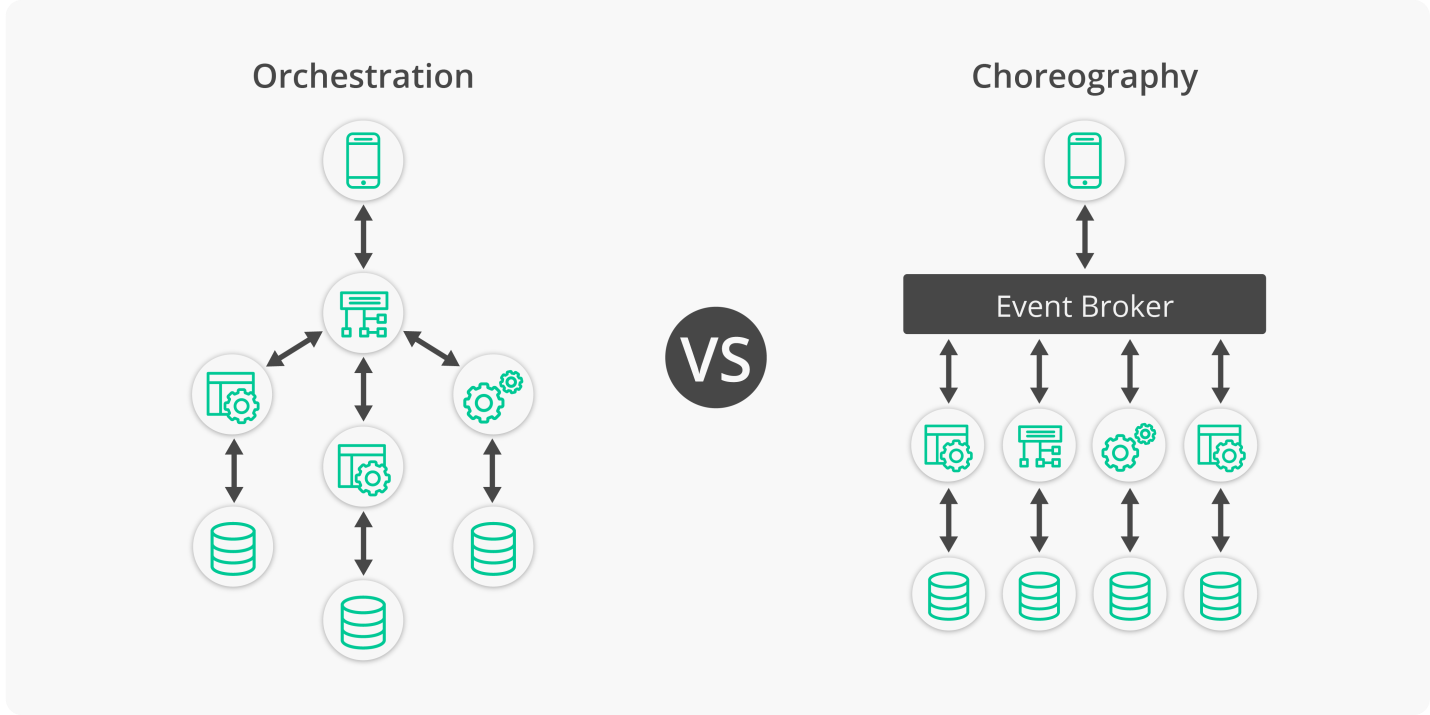 Orchestration
Choreography
Event Broker
VS